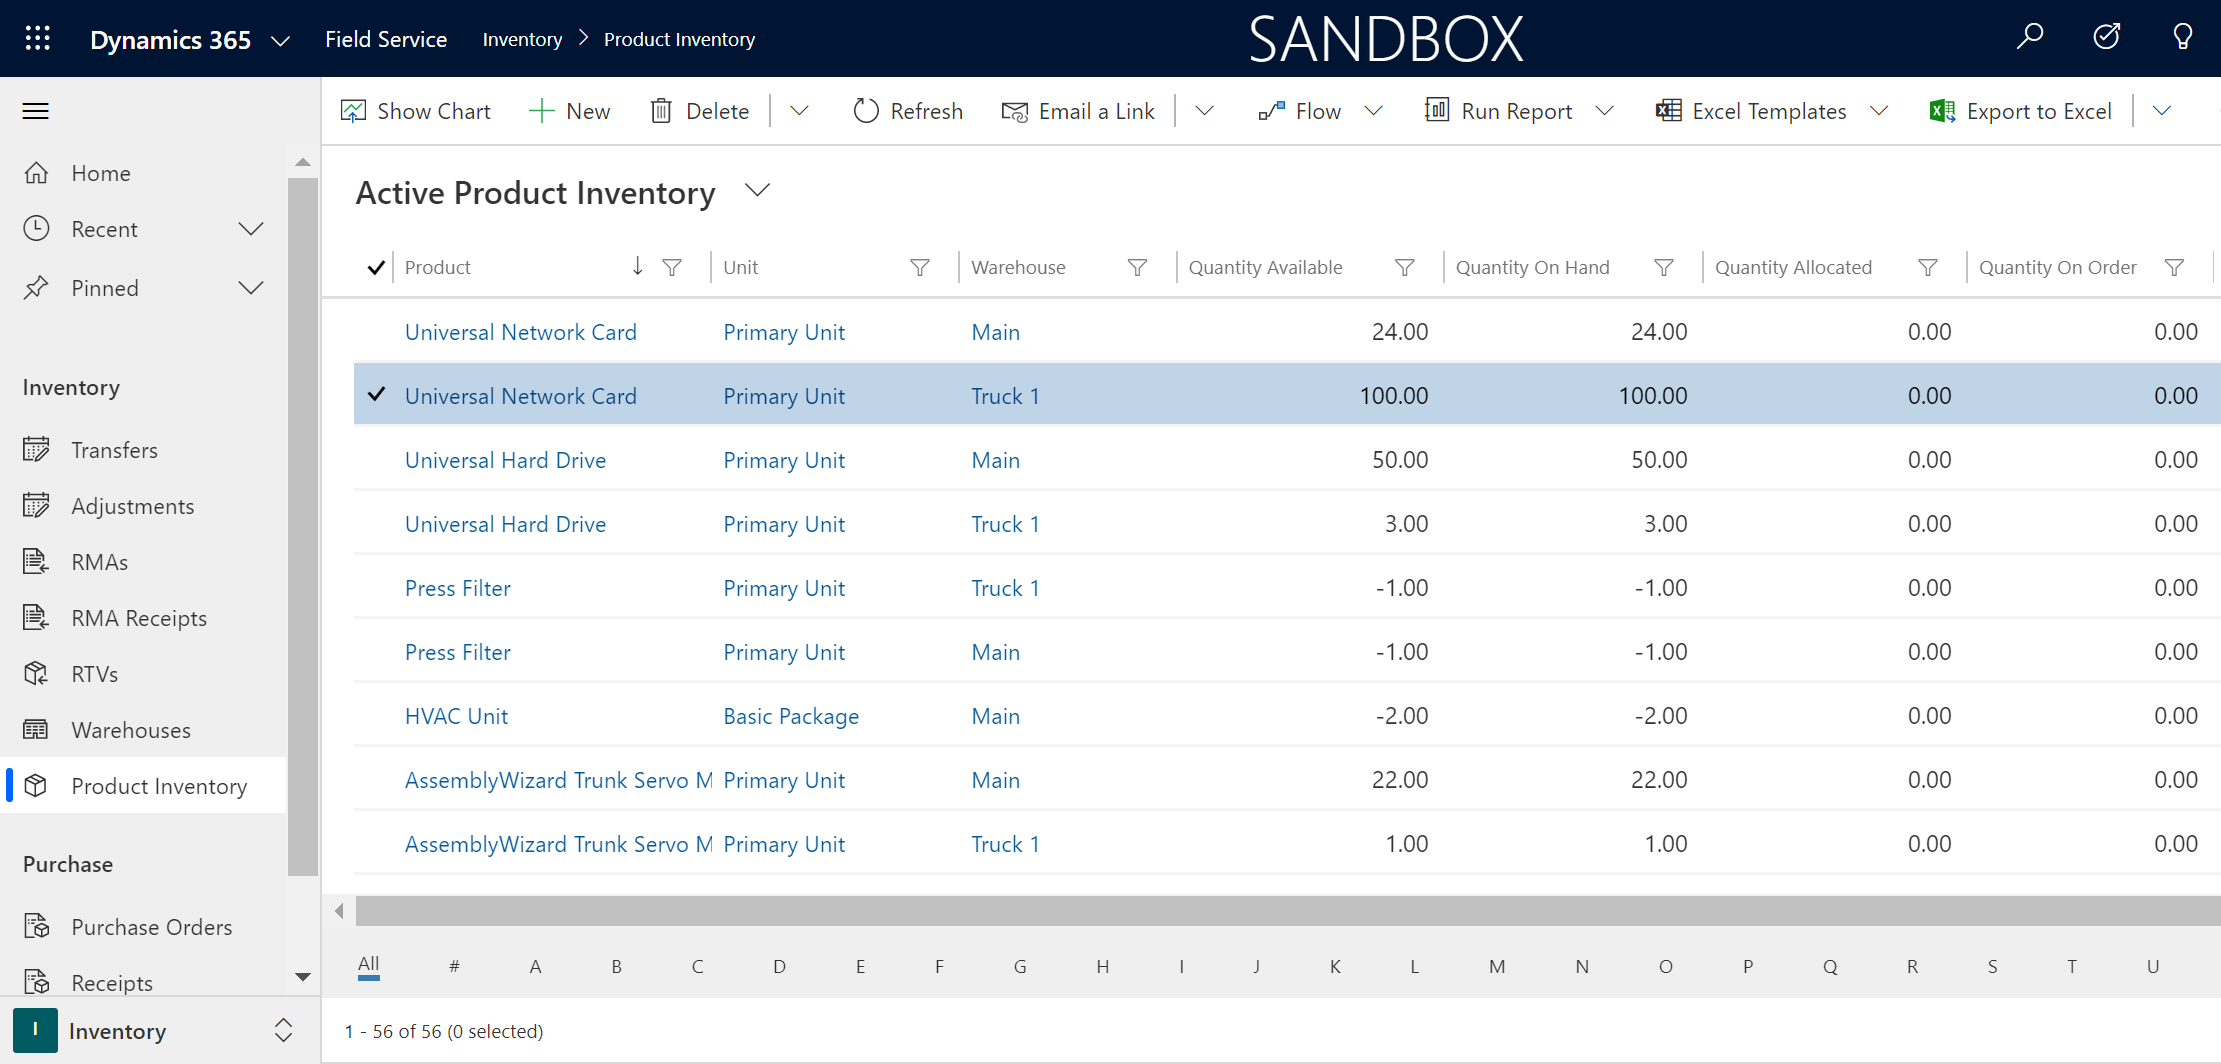 Dynamics 365 Field Service Inventory > Product Inventory SANDBOX
Show Chart New Delete Refresh Email a Link Flow Run Report Excel Templates Export to Excel
Home
Recent
Pinned
Inventory
Transfers
Adjustments
RMAs
RMA Receipts
RTVs
Warehouses
Product Inventory
Purchase
Purchase Orders
Receipts
I Inventory
Active Product Inventory
Product Unit Warehouse Quantity Available Quantity On Hand Quantity Allocated Quantity On Order
Universal Network Card Primary Unit Main 24.00 24.00 0.00 0.00
Universal Network Card Primary Unit Truck 1 100.00 100.00 0.00 0.00
Universal Hard Drive Primary Unit Main 50.00 50.00 0.00 0.00
Universal Hard Drive Primary Unit Truck 1 3.00 3.00 0.00 0.00
Press Filter Primary Unit Truck 1 -1.00 -1.00 0.00 0.00
Press Filter Primary Unit Main -1.00 -1.00 0.00 0.00
HVAC Unit Basic Package Main -2.00 -2.00 0.00 0.00
AssemblyWizard Trunk Servo M Primary Unit Main 22.00 22.00 0.00 0.00
AssemblyWizard Trunk Servo M Primary Unit Truck 1 1.00 1.00 0.00 0.00
All # A B C D E F G H I J K L M N O P Q R S T U
1 - 56 of 56 (0 selected)